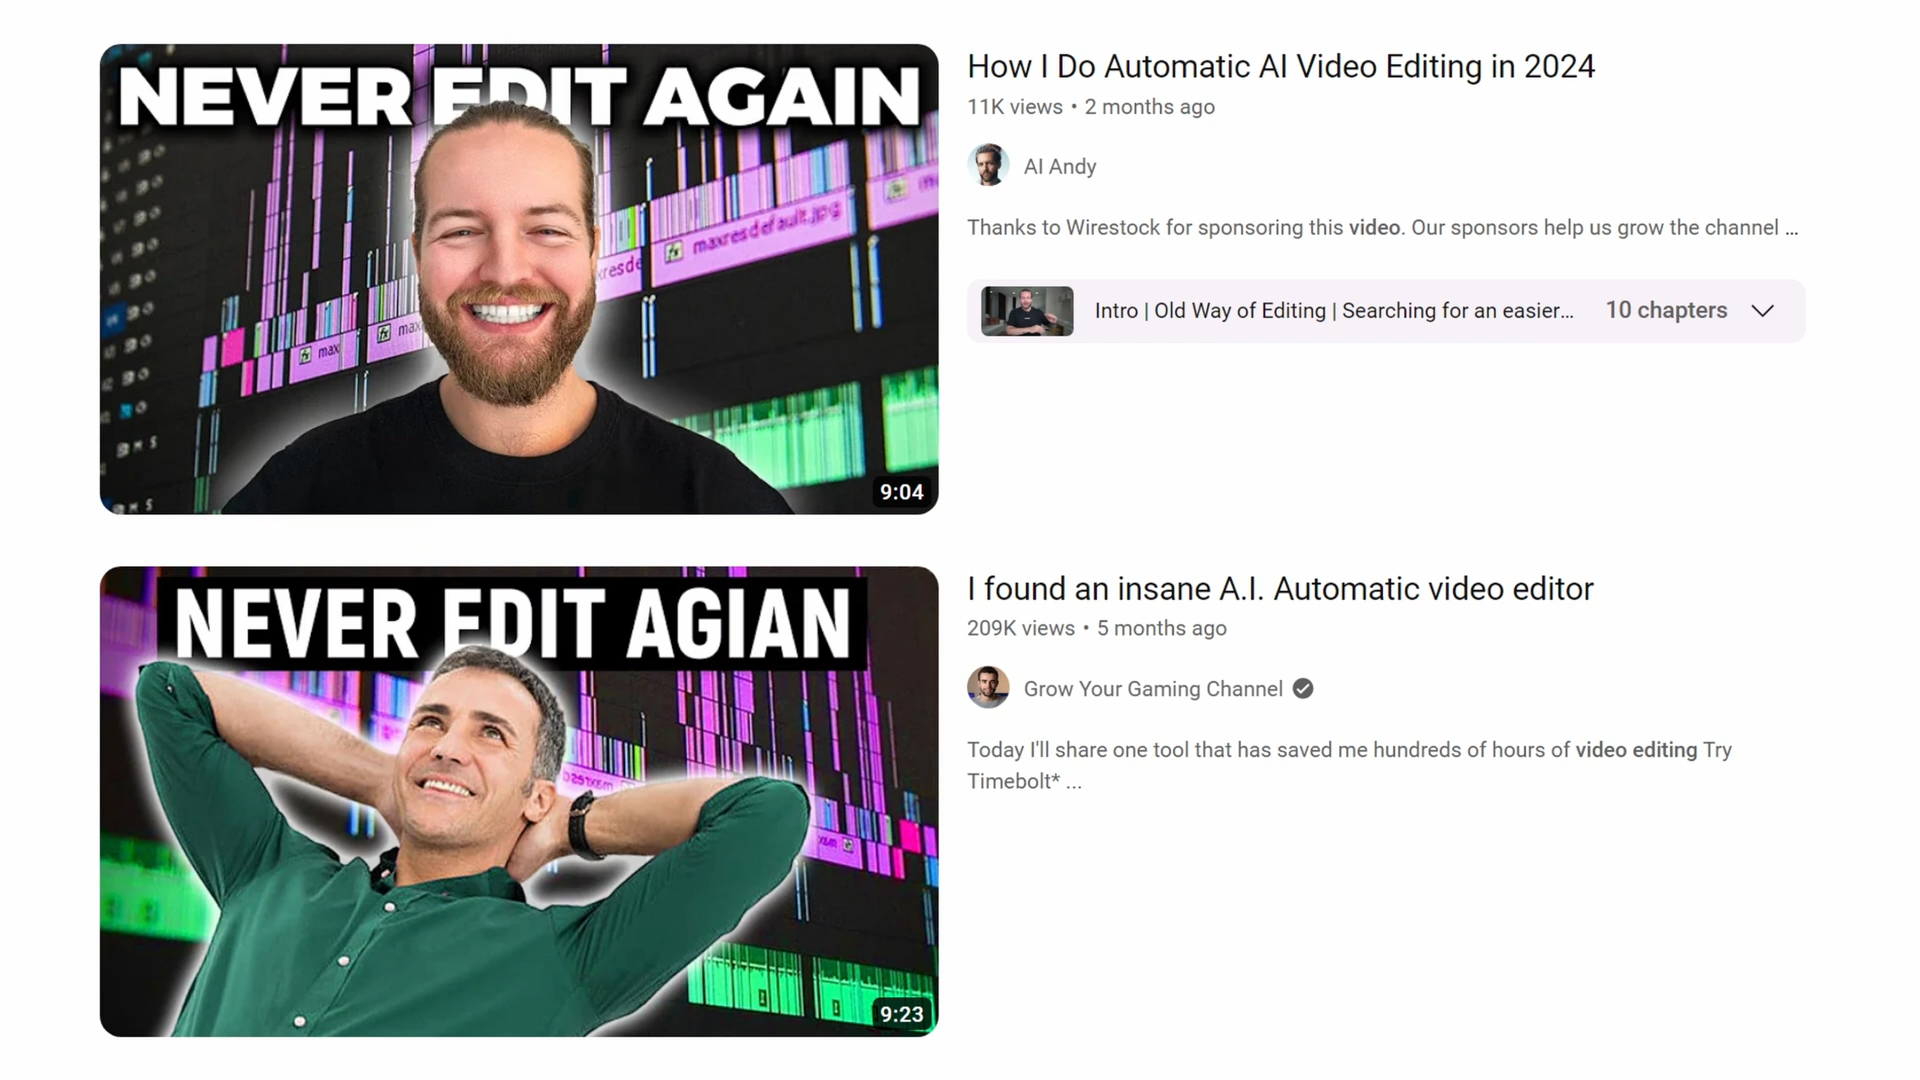 NEVER EDIT AGAIN
maxresdefault.jpg
max
9:04
How I Do Automatic AI Video Editing in 2024
11K views • 2 months ago
AI Andy
Thanks to Wirestock for sponsoring this video. Our sponsors help us grow the channel ...
Intro | Old Way of Editing | Searching for an easier...
10 chapters
NEVER EDIT AGIAN
9:23
I found an insane A.I. Automatic video editor
209K views • 5 months ago
Grow Your Gaming Channel
Today I'll share one tool that has saved me hundreds of hours of video editing Try
Timebolt* ...